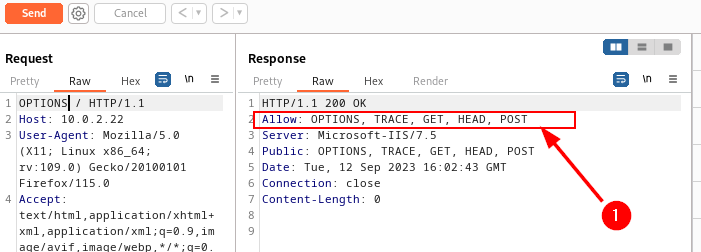 Send
Cancel
< >
Request
Response
Pretty Raw Hex \n
Pretty Raw Hex Render \n
1 OPTIONS / HTTP/1.1
2 Host: 10.0.2.22
3 User-Agent: Mozilla/5.0
(X11; Linux x86_64;
rv:109.0) Gecko/20100101
Firefox/115.0
4 Accept:
text/html,application/xhtml+
xml,application/xml;q=0.9,im
age/avif,image/webp,*/*;q=0.
1 HTTP/1.1 200 OK
2 Allow: OPTIONS, TRACE, GET, HEAD, POST
3 Server: Microsoft-IIS/7.5
4 Public: OPTIONS, TRACE, GET, HEAD, POST
5 Date: Tue, 12 Sep 2023 16:02:43 GMT
6 Connection: close
7 Content-Length: 0
8
9
1